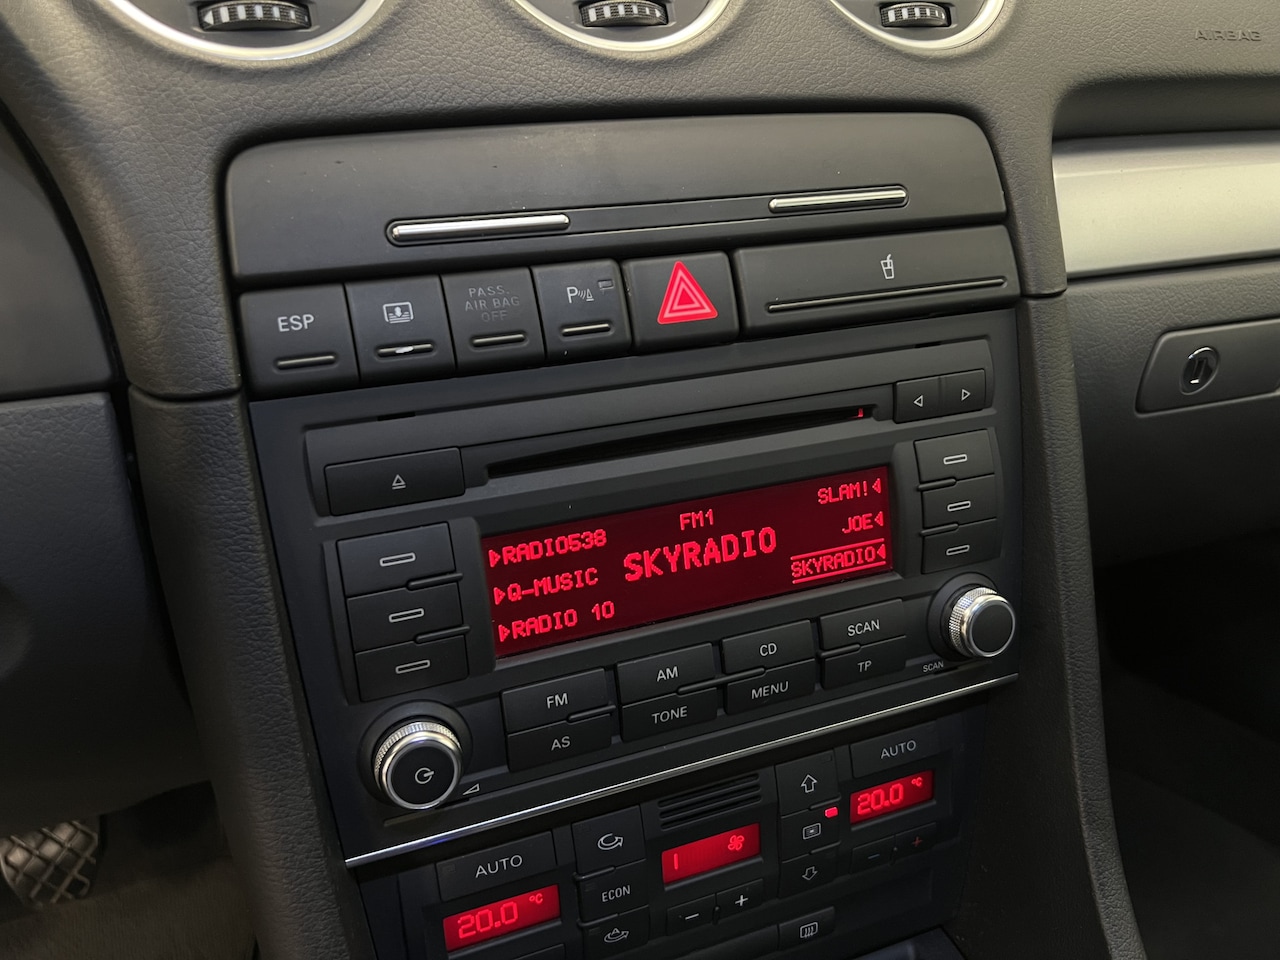 AIRBAG
ESP
PASS.
AIR BAG
OFF
P
RADIO538
Q-MUSIC
RADIO 10
FM1
SKYRADIO
SLAM!
JOE
SKYRADIO
FM
AM
CD
SCAN
AS
TONE
MENU
TP
SCAN
AUTO
20.0 °C
ECON
1
AUTO
20.0 °C